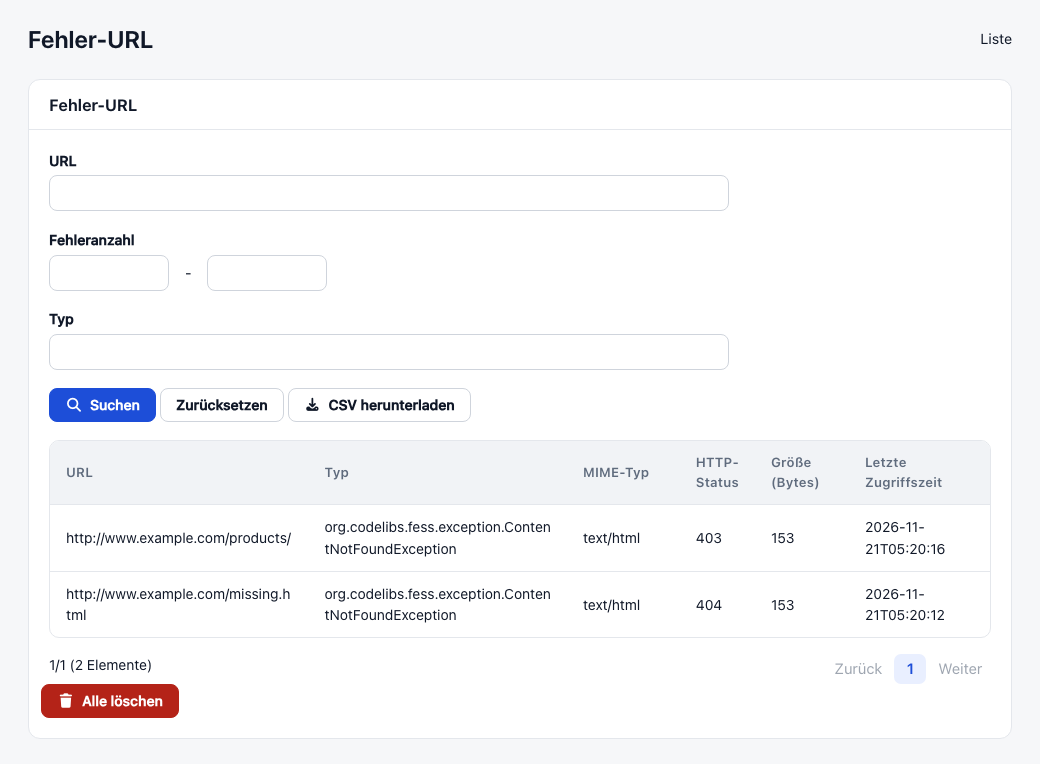 Fehler-URL
Liste
Fehler-URL
URL
Fehleranzahl
-
Typ
Suchen
Zurücksetzen
CSV herunterladen
URL
Typ
MIME-Typ
HTTP-
Status
Größe
(Bytes)
Letzte
Zugriffszeit
http://www.example.com/products/
org.codelibs.fess.exception.Conten
tNotFoundException
text/html
403
153
2026-11-
21T05:20:16
http://www.example.com/missing.h
tml
org.codelibs.fess.exception.Conten
tNotFoundException
text/html
404
153
2026-11-
21T05:20:12
1/1 (2 Elemente)
Zurück
1
Weiter
Alle löschen